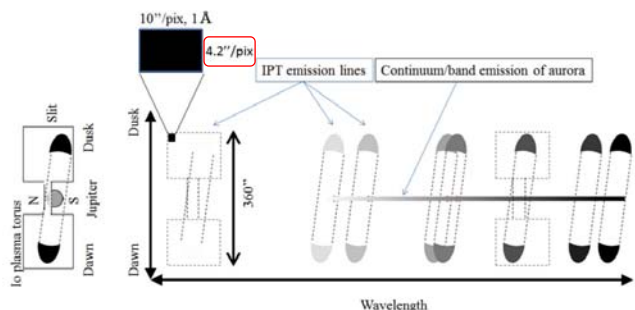 10’’/pix, 1Å
4.2’’/pix
IPT emission lines
Continuum/band emission of aurora
Slit
Dusk
N
S
Jupiter
Io plasma torus
Dawn
Dusk
360”
Dawn
Wavelength